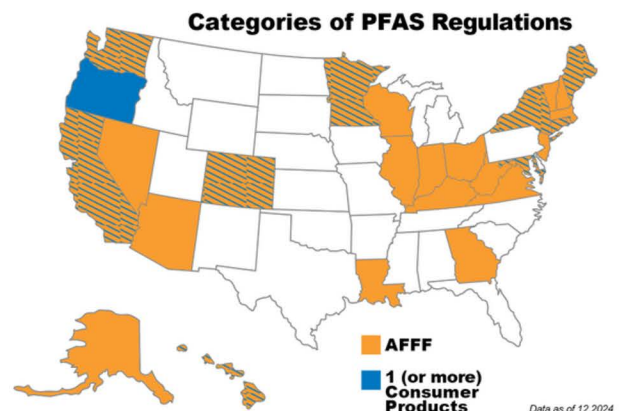 Categories of PFAS Regulations
AFFF
1 (or more)
Consumer
Products
Data as of 12.2024